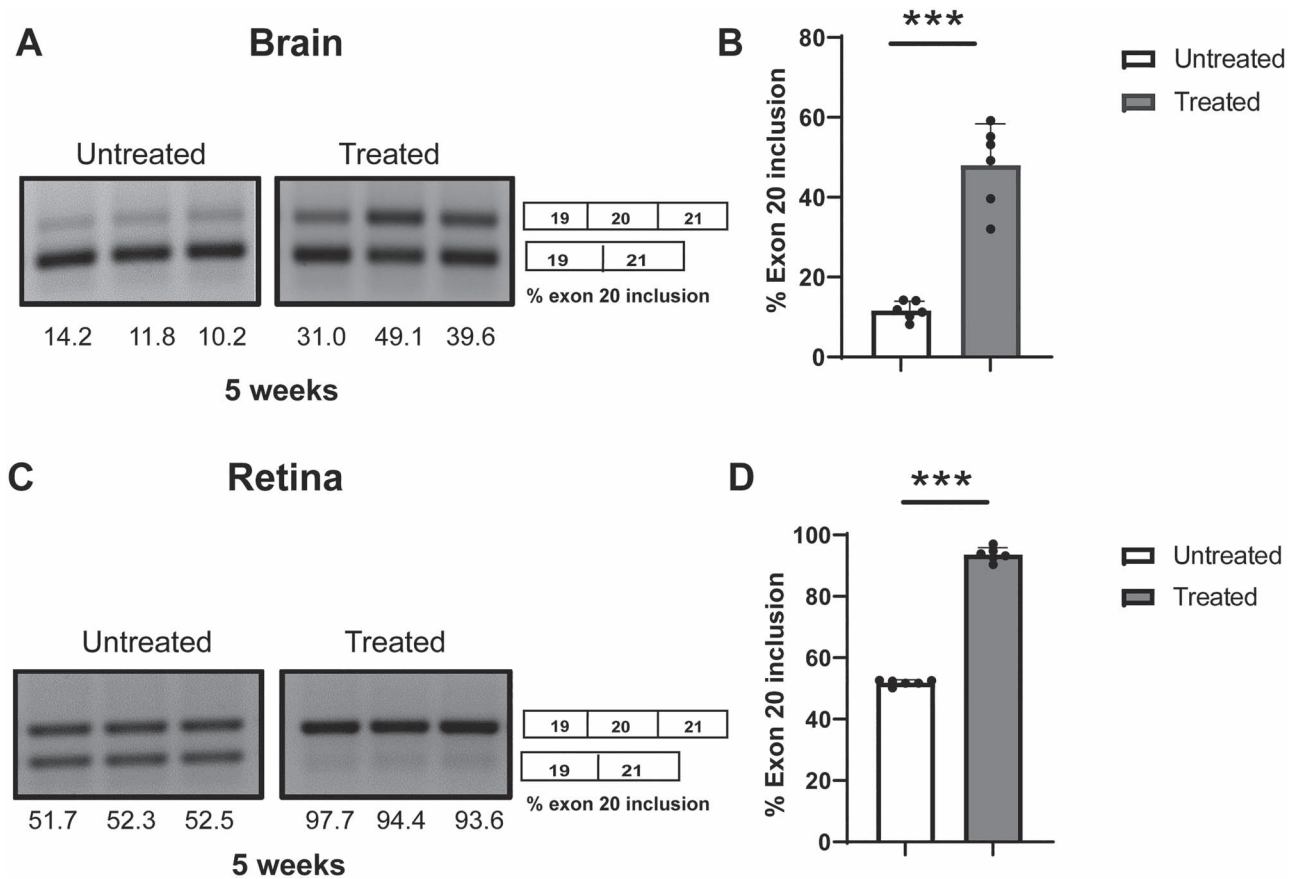 A
Brain
Untreated
Treated
19 20 21
19 21
% exon 20 inclusion
14.2 11.8 10.2
31.0 49.1 39.6
5 weeks
B
***
% Exon 20 inclusion
80
60
40
20
0
Untreated
Treated
C
Retina
Untreated
Treated
19 20 21
19 21
% exon 20 inclusion
51.7 52.3 52.5
97.7 94.4 93.6
5 weeks
D
***
% Exon 20 inclusion
100
80
60
40
20
0
Untreated
Treated